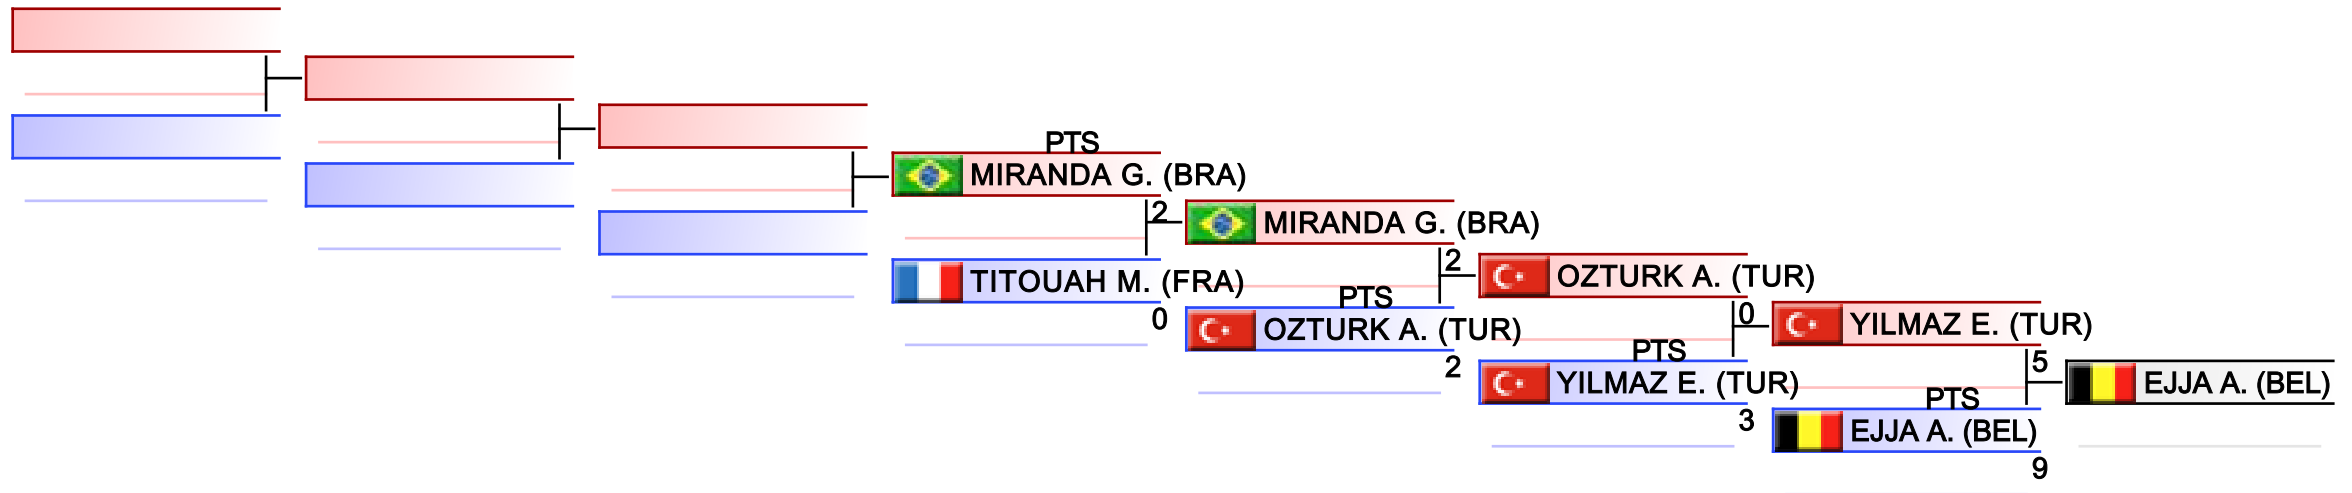 PTS
MIRANDA G. (BRA)
2
MIRANDA G. (BRA)
2
TITOUAH M. (FRA)
OZTURK A. (TUR)
PTS
0
0
OZTURK A. (TUR)
YILMAZ E. (TUR)
PTS
2
5
YILMAZ E. (TUR)
EJJA A. (BEL)
PTS
3
EJJA A. (BEL)
9